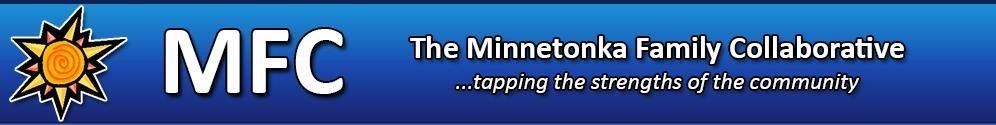 MFC
The Minnetonka Family Collaborative
...tapping the strengths of the community